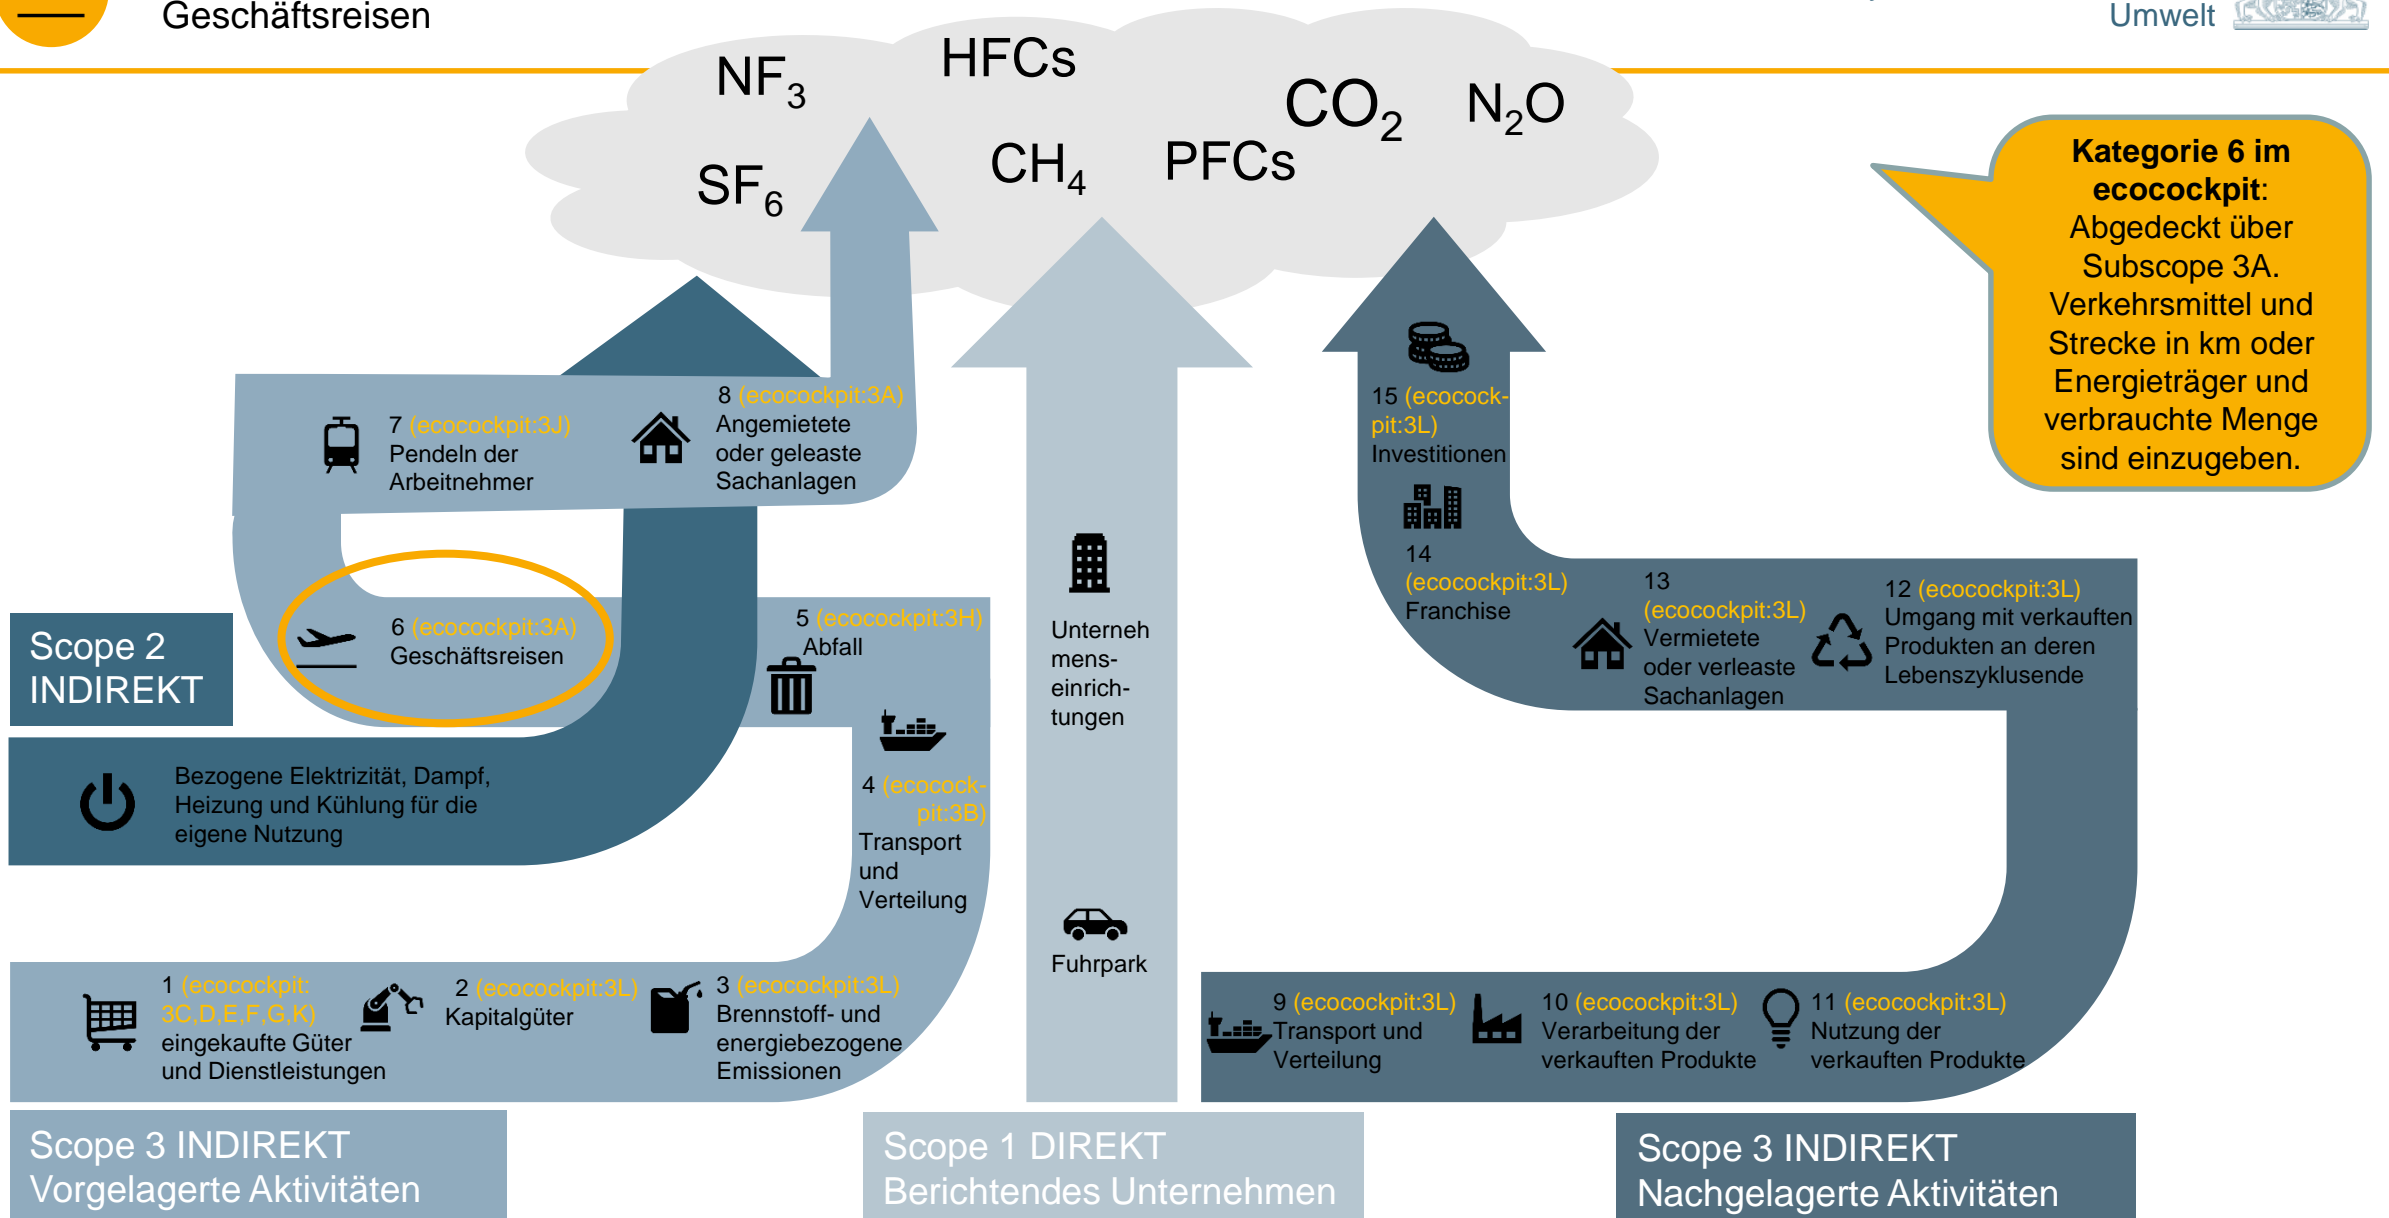 Geschäftsreisen
Umwelt
NF3
HFCs
CO2
N2O
SF6
CH4
PFCs
Kategorie 6 im
ecocockpit:
Abgedeckt über
Subscope 3A.
Verkehrsmittel und
Strecke in km oder
Energieträger und
verbrauchte Menge
sind einzugeben.
7 (ecocockpit:3J)
Pendeln der
Arbeitnehmer
8 (ecocockpit:3A)
Angemietete
oder geleaste
Sachanlagen
15 (ecocock-
pit:3L)
Investitionen
14
(ecocockpit:3L)
Franchise
13
(ecocockpit:3L)
Vermietete
oder verleaste
Sachanlagen
12 (ecocockpit:3L)
Umgang mit verkauften
Produkten an deren
Lebenszyklusende
Scope 2
INDIREKT
6 (ecocockpit:3A)
Geschäftsreisen
5 (ecocockpit:3H)
Abfall
Unterneh
mens-
einrich-
tungen
Bezogene Elektrizität, Dampf,
Heizung und Kühlung für die
eigene Nutzung
4 (ecocock-
pit:3B)
Transport
und
Verteilung
Fuhrpark
1 (ecocockpit:
3C,D,E,F,G,K)
eingekaufte Güter
und Dienstleistungen
2 (ecocockpit:3L)
Kapitalgüter
3 (ecocockpit:3L)
Brennstoff- und
energiebezogene
Emissionen
9 (ecocockpit:3L)
Transport und
Verteilung
10 (ecocockpit:3L)
Verarbeitung der
verkauften Produkte
11 (ecocockpit:3L)
Nutzung der
verkauften Produkte
Scope 3 INDIREKT
Vorgelagerte Aktivitäten
Scope 1 DIREKT
Berichtendes Unternehmen
Scope 3 INDIREKT
Nachgelagerte Aktivitäten